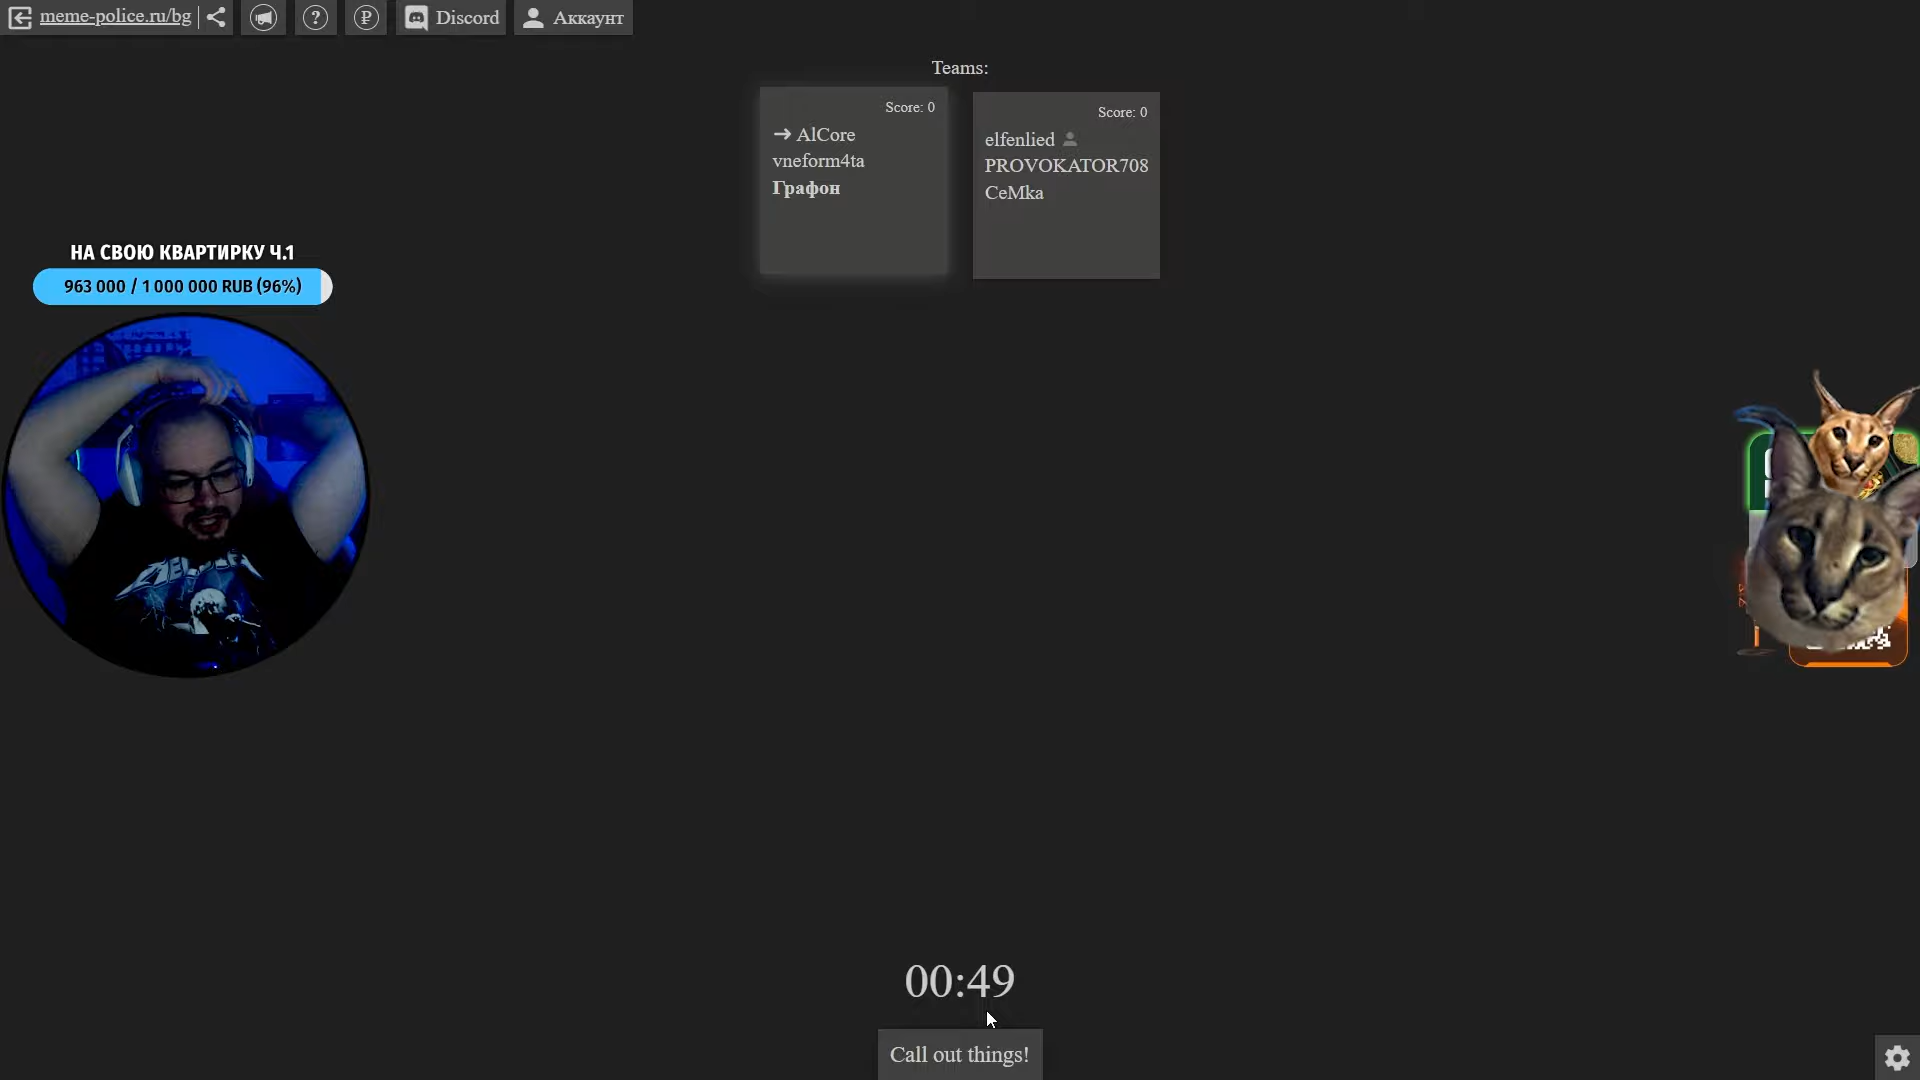 meme-police.ru/bg
?
₽
Discord
Аккаунт
Teams:
Score: 0
→ AlCore
vneform4ta
Графон
Score: 0
elfenlied
PROVOKATOR708
CeMka
НА СВОЮ КВАРТИРКУ Ч.1
963 000 / 1 000 000 RUB (96%)
00:49
Call out things!